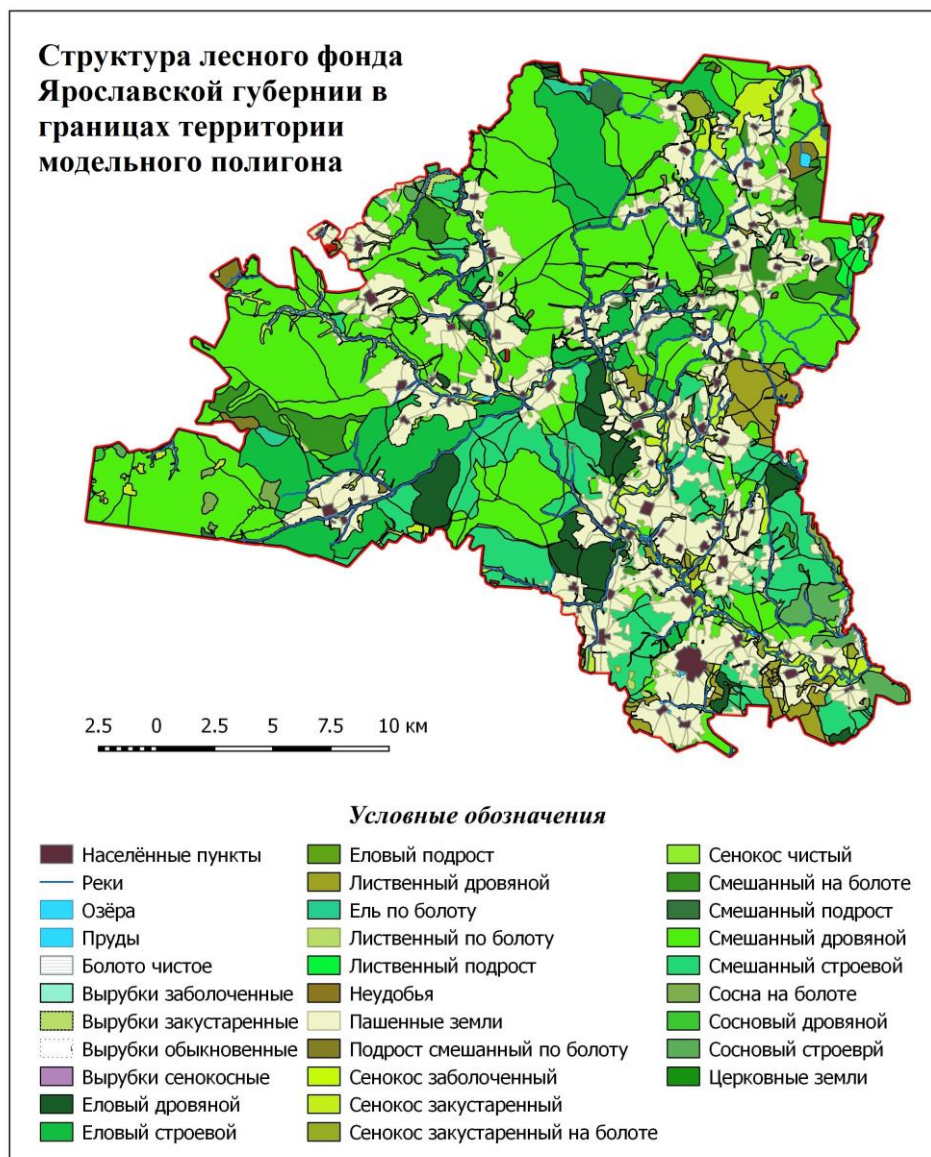 Структура лесного фонда
Ярославской губернии в
границах территории
модельного полигона
2.5 0 2.5 5 7.5 10 км
Условные обозначения
Населённые пункты
Реки
Озёра
Пруды
Болото чистое
Вырубки заболоченные
Вырубки закустаренные
Вырубки обыкновенные
Вырубки сенокосные
Еловый дровяной
Еловый строевой
Еловый подрост
Лиственный дровяной
Ель по болоту
Лиственный по болоту
Лиственный подрост
Неудобья
Пашенные земли
Подрост смешанный по болоту
Сенокос заболоченный
Сенокос закустаренный
Сенокос закустаренный на болоте
Сенокос чистый
Смешанный на болоте
Смешанный подрост
Смешанный дровяной
Смешанный строевой
Сосна на болоте
Сосновый дровяной
Сосновый строеврй
Церковные земли